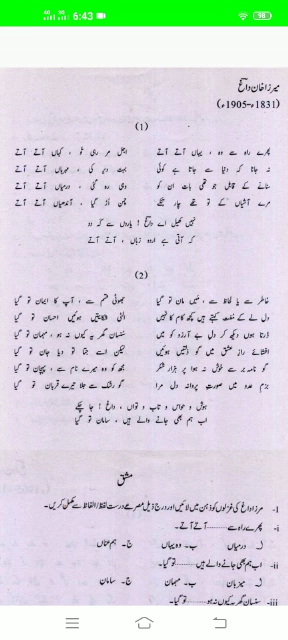 6:43
98
میرزا خان داغ
(1831ء-1905ء)
(1)
پھرے راہ سے وہ، یہاں آتے آتے
اجل مر رہی تُو، کہاں آتے آتے
نہ جانا کہ دنیا سے جاتا ہے کوئی
بہت دیر کی، مہرباں آتے آتے
سنانے کے قابل جو تھی بات ان کو
وہی رہ گئی، درمیاں آتے آتے
مرے آشیاں کے تو تھے چار تنکے
چمن اُڑ گیا، آندھیاں آتے آتے
نہیں کھیل اے داغ! یاروں سے کہ دو
کہ آتی ہے اردو زباں، آتے آتے
(2)
خاطر سے یا لحاظ سے، میں مان تو گیا
جھوٹی قسم سے، آپ کا ایمان تو گیا
دل لے کے مفت کہتے ہیں کچھ کام کا نہیں
اُلٹی شکایتیں ہوئیں احسان تو گیا
ڈرتا ہوں دیکھ کر دلِ بے آرزو کو میں
سنسان گھر یہ کیوں نہ ہو، مہمان تو گیا
افشائے رازِ عشق میں گو ذلتیں ہوئیں
لیکن اُسے جتا تو دیا جان تو گیا
گو نامہ بر سے خوش نہ ہوا پر ہزار شکر
مجھ کو وہ میرے نام سے، پہچان تو گیا
بزمِ عدو میں صورتِ پروانہ دل مرا
گو رشک سے جلا تیرے قربان تو گیا
ہوش و حواس و تاب و تواں، داغ! جا چکے
اب ہم بھی جانے والے ہیں، سامان تو گیا
مشق
۱۔ مرزا داغ کی غزلوں کو ذہن میں لائیں اور درج ذیل مصرعے درست لفظ/الفاظ سے مکمل کریں۔
i۔ پھرے راہ سے ........ آتے آتے۔
ا۔ درمیاں ب۔ وہ یہاں ج۔ ہم عناں
ii۔ اب ہم بھی جانے والے ہیں ........ تو گیا۔
ا۔ میزبان ب۔ مہمان ج۔ سامان
iii۔ سنسان گھر یہ کیوں نہ ہو ........ تو گیا۔